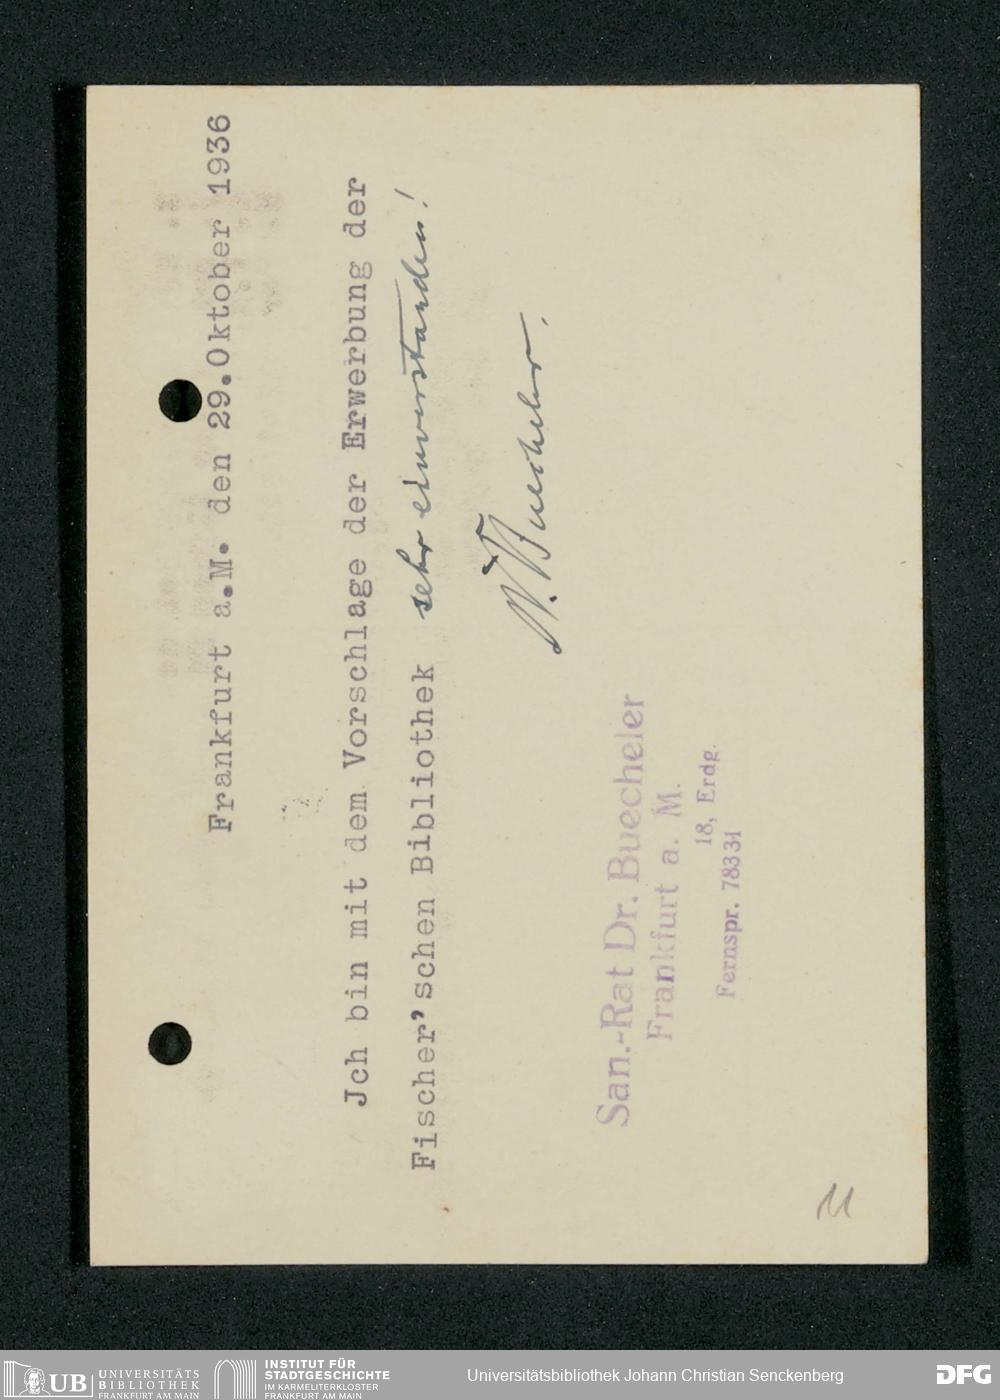 Frankfurt a.M. den 29.Oktober 1936
Jch bin mit dem Vorschlage der Erwerbung der
Fischer'schen Bibliothek sehr einverstanden!
W. Buecheler.
San.-Rat Dr. Buecheler
Frankfurt a. M.
18, Erdg.
Fernspr. 78331
11
UB UNIVERSITÄTS
BIBLIOTHEK
FRANKFURT AM MAIN
INSTITUT FÜR
STADTGESCHICHTE
IM KARMELITERKLOSTER
FRANKFURT AM MAIN
Universitätsbibliothek Johann Christian Senckenberg
DFG